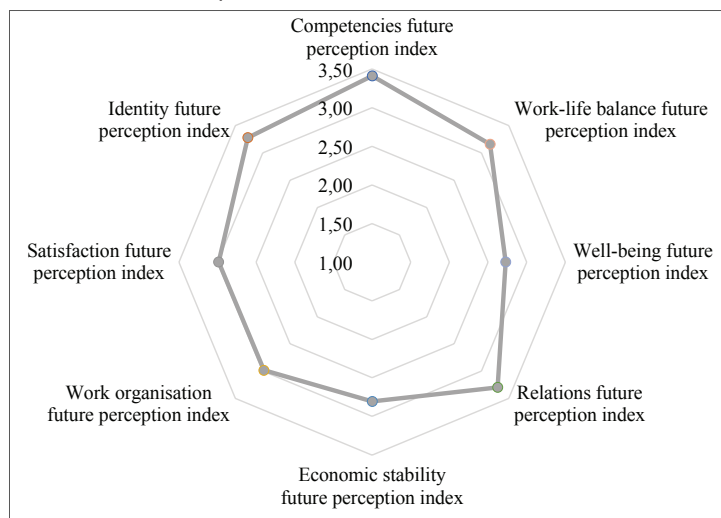 Competencies future
perception index
3,50
Work-life balance future
perception index
3,00
Identity future
perception index
2,50
2,00
1,50
1,00
Satisfaction future
perception index
Well-being future
perception index
Work organisation
future perception index
Relations future
perception index
Economic stability
future perception index